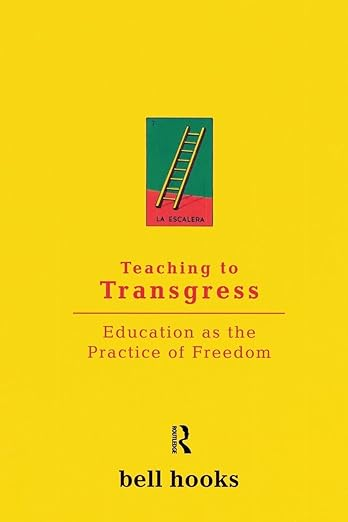 LA ESCALERA
Teaching to
Transgress
Education as the
Practice of Freedom
ROUTLEDGE
bell hooks